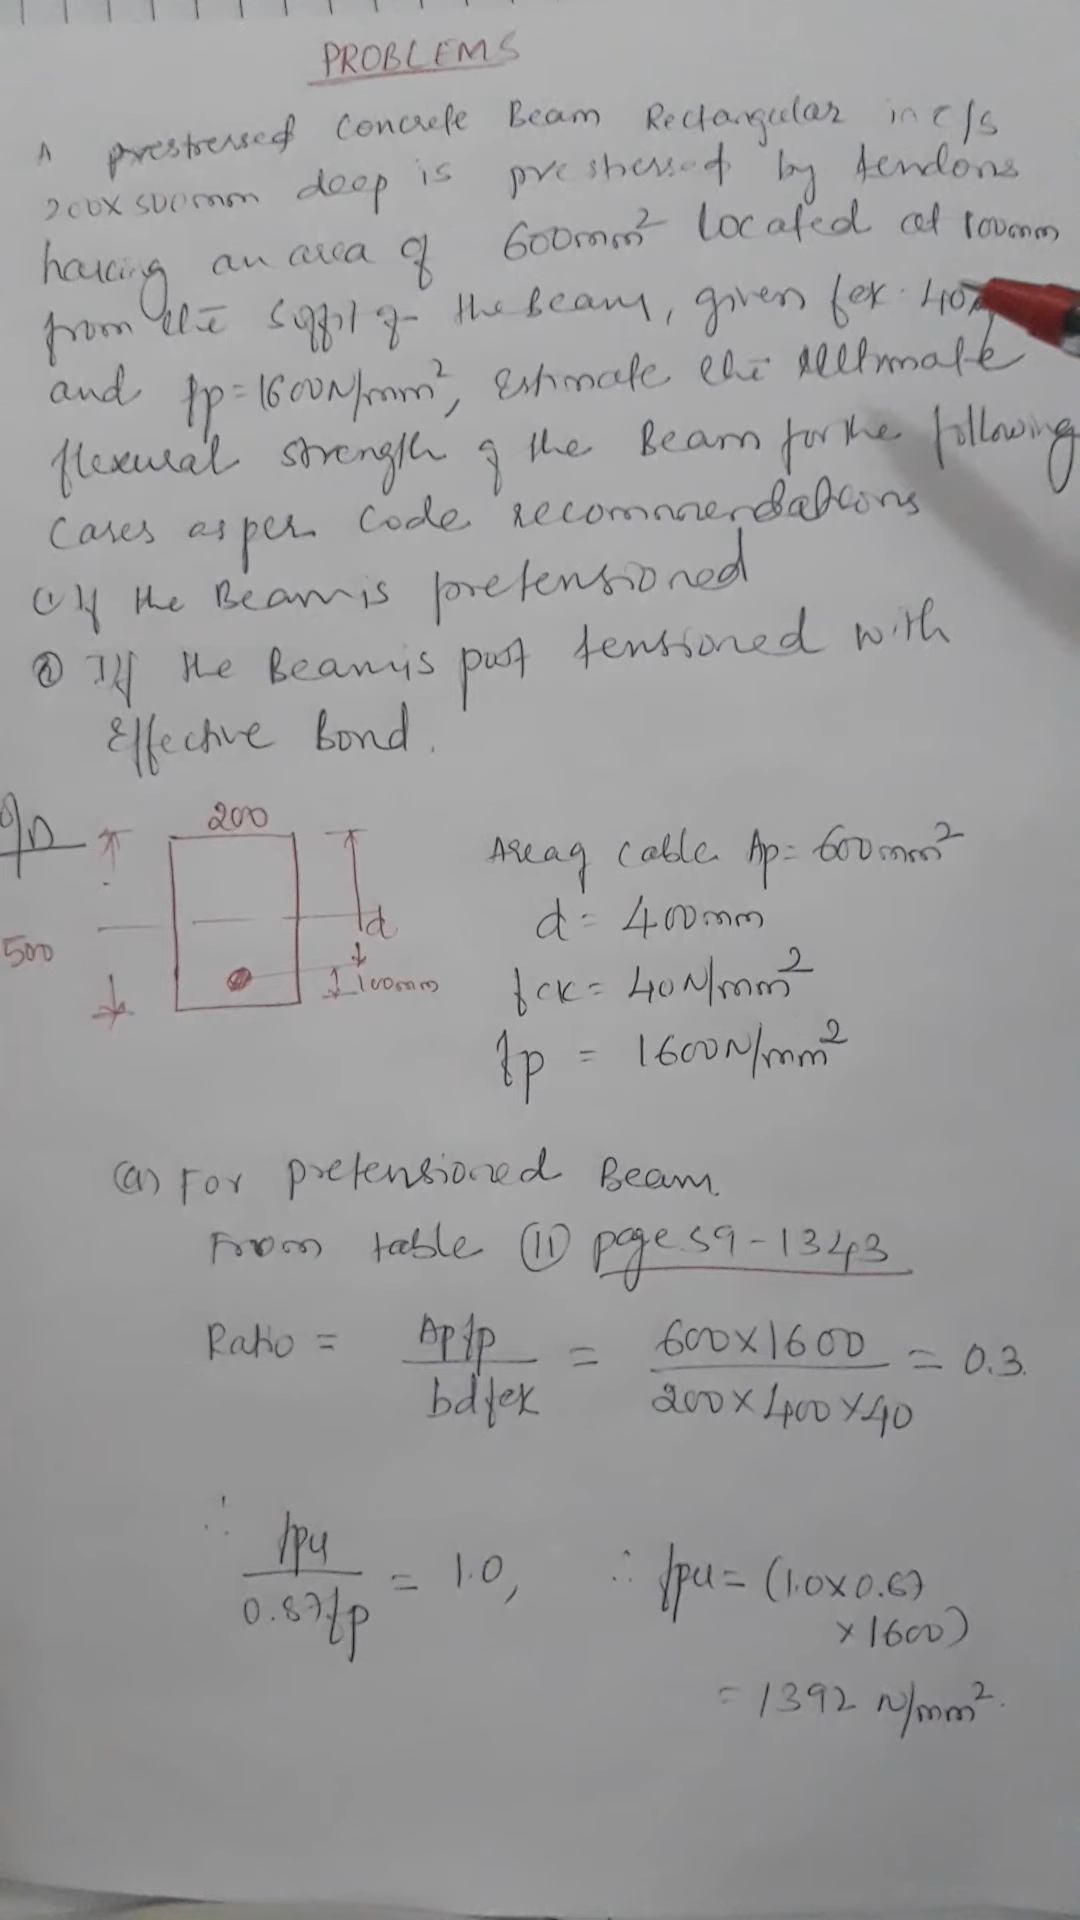 PROBLEMS
A prestressed Concrete Beam Rectangular in c/s
200x500mm deep is prestressed by tendons
having an area of 600mm² located at 100mm
from the soffit of the beam, given fck 40
and fp=1600N/mm², Estimate the ultimate
flexural strength of the Beam for the following
Cases as per Code recommendations
① If the Beam is pretensioned
② If the Beam is post tensioned with
Effective Bond.
200
500
d
100mm
Area of Cable Ap= 600mm²
d= 400mm
fck= 40N/mm²
fp = 1600N/mm²
(a) For pretensioned Beam
From table ⑪ page 59-1343
Ratio = Apfp / bdfck = 600x1600 / 200x400x40 = 0.3
∴ fpu / 0.87fp = 1.0, ∴ fpu= (1.0x0.87
x1600)
= 1392 N/mm².